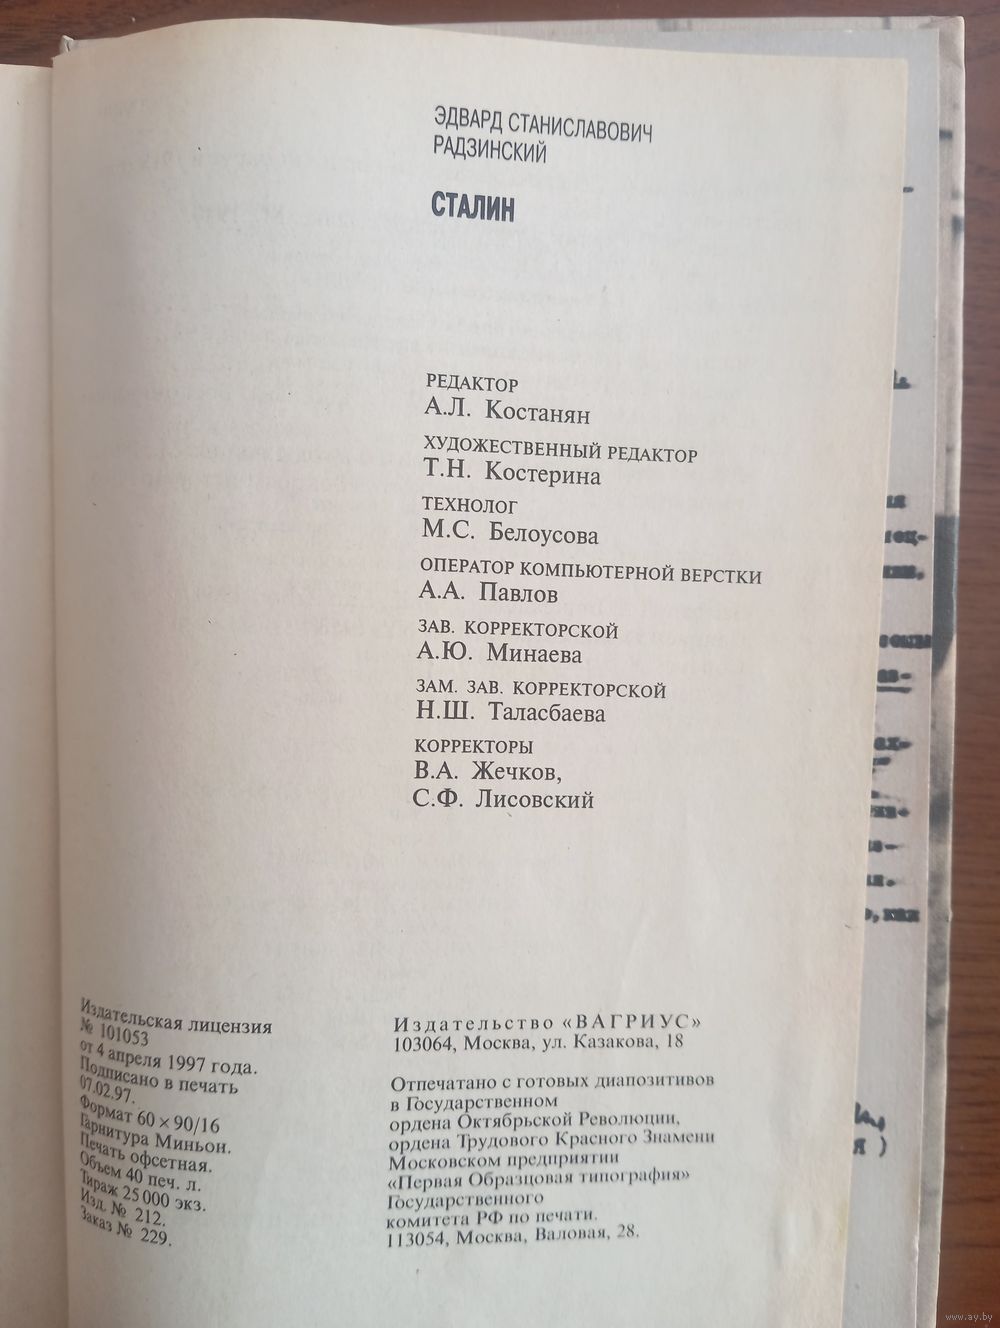 ЭДВАРД СТАНИСЛАВОВИЧ
РАДЗИНСКИЙ
СТАЛИН
РЕДАКТОР
А.Л. Костанян
ХУДОЖЕСТВЕННЫЙ РЕДАКТОР
Т.Н. Костерина
ТЕХНОЛОГ
М.С. Белоусова
ОПЕРАТОР КОМПЬЮТЕРНОЙ ВЕРСТКИ
А.А. Павлов
ЗАВ. КОРРЕКТОРСКОЙ
А.Ю. Минаева
ЗАМ. ЗАВ. КОРРЕКТОРСКОЙ
Н.Ш. Таласбаева
КОРРЕКТОРЫ
В.А. Жечков,
С.Ф. Лисовский
Издательская лицензия
№ 101053
от 4 апреля 1997 года.
Подписано в печать
07.02.97.
Формат 60 × 90/16
Гарнитура Миньон.
Печать офсетная.
Объем 40 печ. л.
Тираж 25 000 экз.
Изд. № 212.
Заказ № 229.
Издательство «ВАГРИУС»
103064, Москва, ул. Казакова, 18
Отпечатано с готовых диапозитивов
в Государственном
ордена Октябрьской Революции,
ордена Трудового Красного Знамени
Московском предприятии
«Первая Образцовая типография»
Государственного
комитета РФ по печати.
113054, Москва, Валовая, 28.
www.ay.by